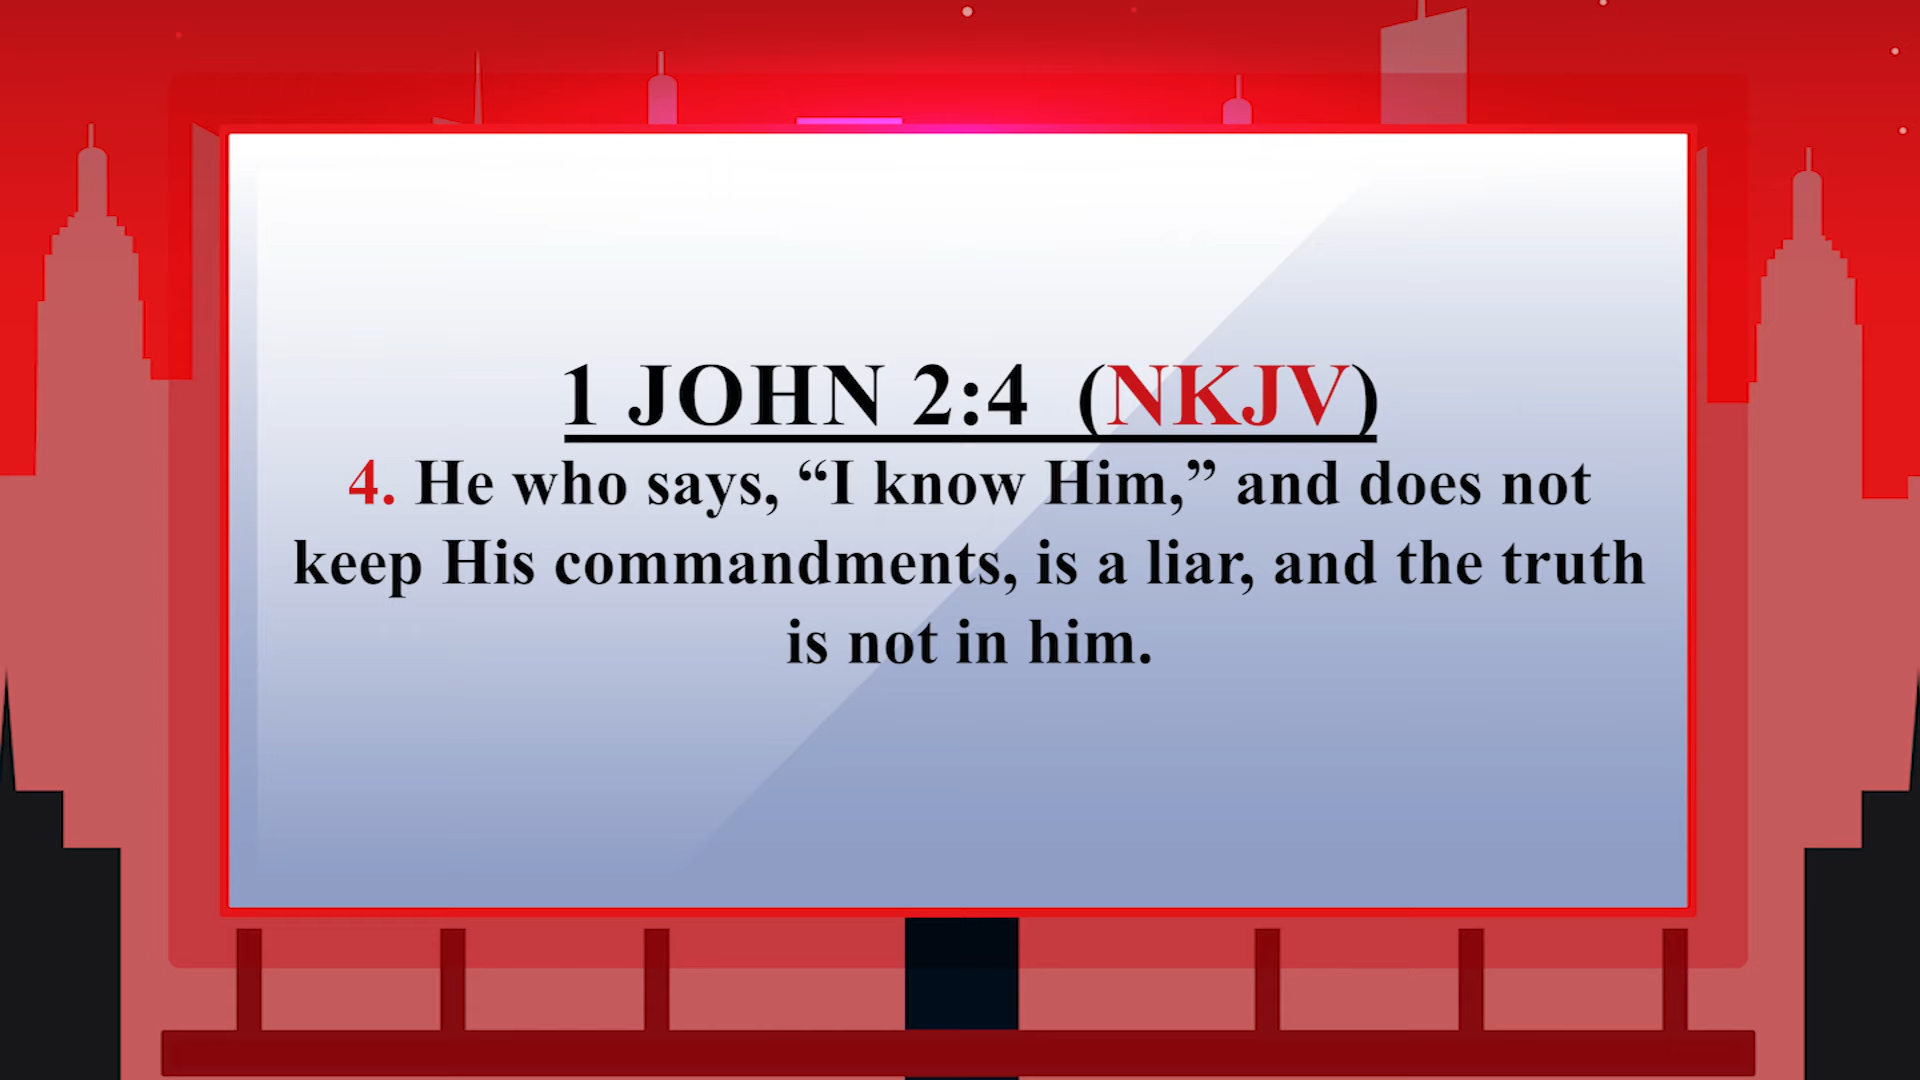 1 JOHN 2:4 (NKJV)
4. He who says, “I know Him,” and does not
keep His commandments, is a liar, and the truth
is not in him.